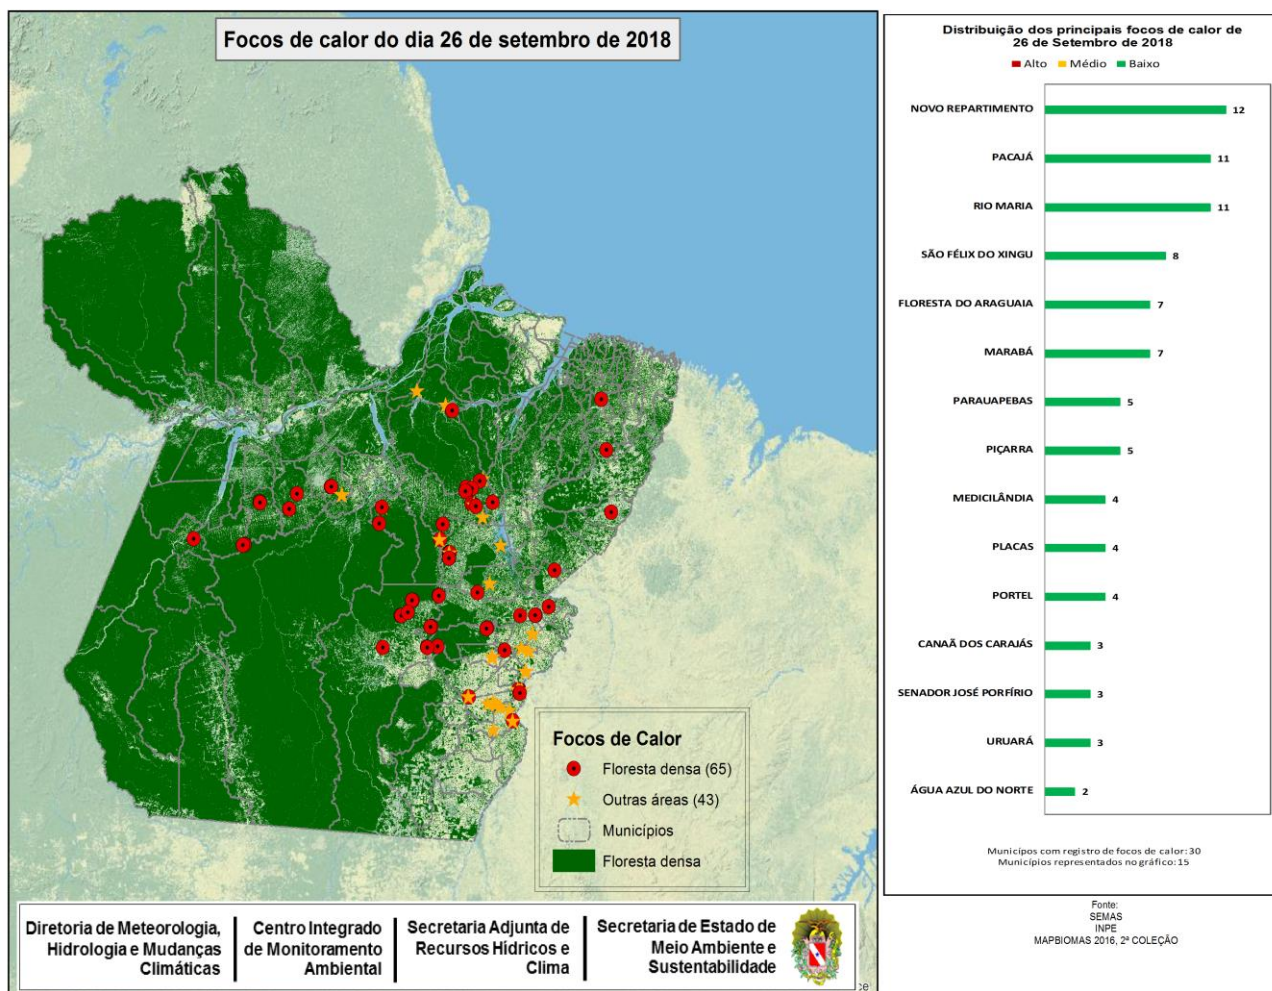 Focos de calor do dia 26 de setembro de 2018
Focos de Calor
Floresta densa (65)
Outras áreas (43)
Municípios
Floresta densa
Diretoria de Meteorologia,
Hidrologia e Mudanças
Climáticas
Centro Integrado
de Monitoramento
Ambiental
Secretaria Adjunta de
Recursos Hídricos e
Clima
Secretaria de Estado de
Meio Ambiente e
Sustentabilidade
Distribuição dos principais focos de calor de
26 de Setembro de 2018
Alto Médio Baixo
NOVO REPARTIMENTO 12
PACAJÁ 11
RIO MARIA 11
SÃO FÉLIX DO XINGU 8
FLORESTA DO ARAGUAIA 7
MARABÁ 7
PARAUAPEBAS 5
PIÇARRA 5
MEDICILÂNDIA 4
PLACAS 4
PORTEL 4
CANAÃ DOS CARAJÁS 3
SENADOR JOSÉ PORFÍRIO 3
URUARÁ 3
ÁGUA AZUL DO NORTE 2
Municípos com registro de focos de calor:30
Municípios representados no gráfico:15
Fonte:
SEMAS
INPE
MAPBIOMAS 2016, 2ª COLEÇÃO